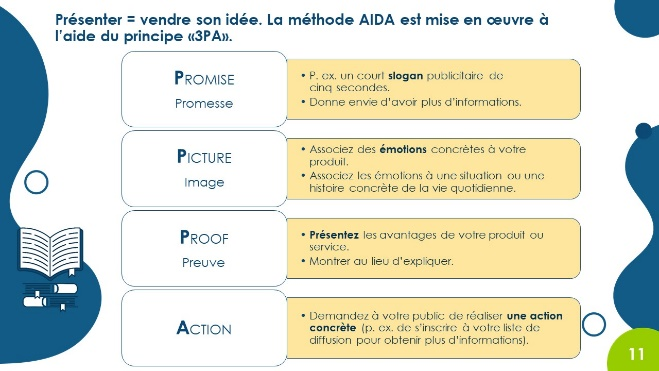 Présenter = vendre son idée. La méthode AIDA est mise en œuvre à
l'aide du principe «3PA».
PROMISE
Promesse
• P. ex. un court slogan publicitaire de
cinq secondes.
• Donne envie d'avoir plus d'informations.
PICTURE
Image
• Associez des émotions concrètes à votre
produit.
• Associez les émotions à une situation ou une
histoire concrète de la vie quotidienne.
PROOF
Preuve
• Présentez les avantages de votre produit ou
service.
• Montrer au lieu d'expliquer.
ACTION
• Demandez à votre public de réaliser une action
concrète (p. ex. de s'inscrire à votre liste de
diffusion pour obtenir plus d'informations).
11